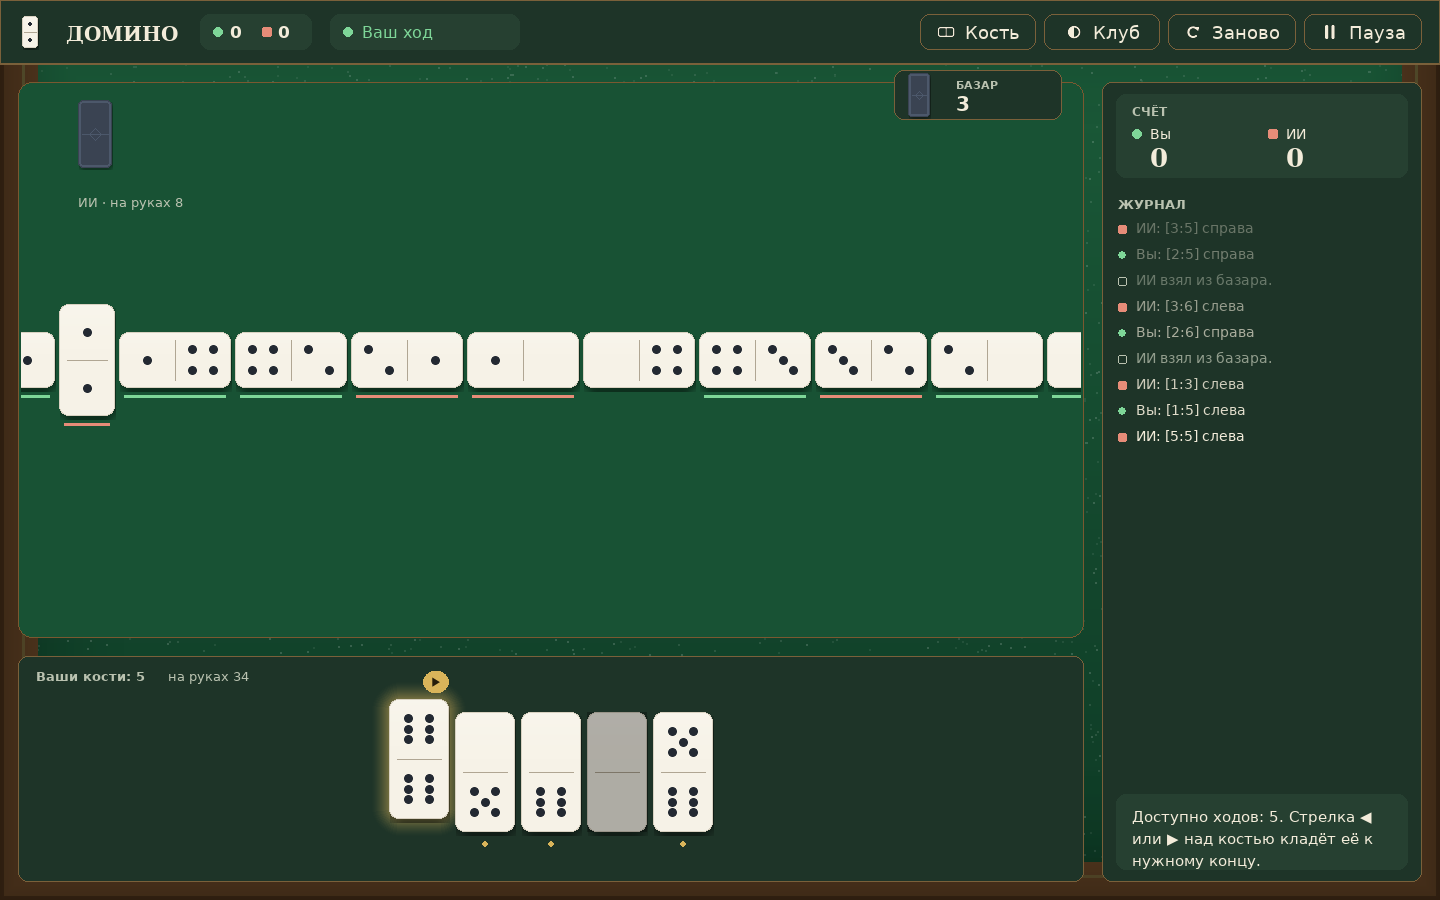 ДОМИНО
0
0
Ваш ход
Кость
Клуб
Заново
Пауза
БАЗАР
3
ИИ · на руках 8
СЧЁТ
Вы
ИИ
0
0
ЖУРНАЛ
ИИ: [3:5] справа
Вы: [2:5] справа
ИИ взял из базара.
ИИ: [3:6] слева
Вы: [2:6] справа
ИИ взял из базара.
ИИ: [1:3] слева
Вы: [1:5] слева
ИИ: [5:5] слева
Ваши кости: 5
на руках 34
Доступно ходов: 5. Стрелка ◀
или ▶ над костью кладёт её к
нужному концу.